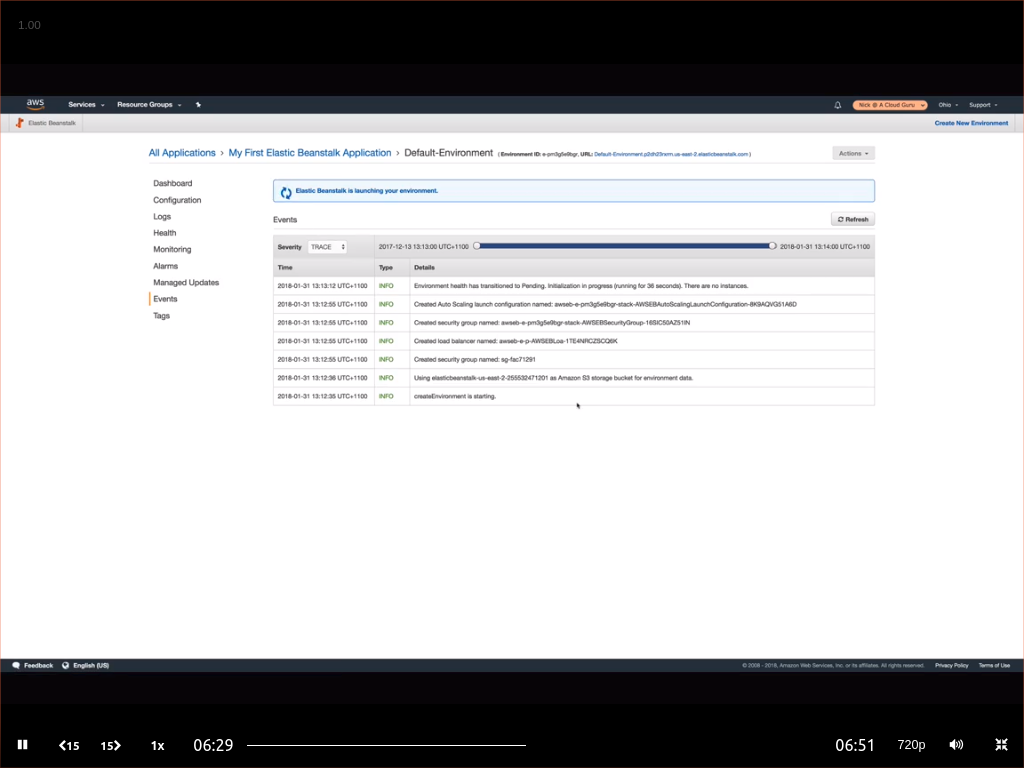 1.00
aws Services Resource Groups Nick @ A Cloud Guru Ohio Support
Elastic Beanstalk Create New Environment
All Applications › My First Elastic Beanstalk Application › Default-Environment ( Environment ID: e-pm3g5e9bgr, URL: Default-Environment.p2dh23rwrm.us-east-2.elasticbeanstalk.com ) Actions
Dashboard
Configuration
Logs
Health
Monitoring
Alarms
Managed Updates
Events
Tags
Elastic Beanstalk is launching your environment.
Events Refresh
Severity TRACE 2017-12-13 13:13:00 UTC+1100 2018-01-31 13:14:00 UTC+1100
Time Type Details
2018-01-31 13:13:12 UTC+1100 INFO Environment health has transitioned to Pending. Initialization in progress (running for 36 seconds). There are no instances.
2018-01-31 13:12:55 UTC+1100 INFO Created Auto Scaling launch configuration named: awseb-e-pm3g5e9bgr-stack-AWSEBAutoScalingLaunchConfiguration-8K9AQVG51A6D
2018-01-31 13:12:55 UTC+1100 INFO Created security group named: awseb-e-pm3g5e9bgr-stack-AWSEBSecurityGroup-16SIC50AZ51IN
2018-01-31 13:12:55 UTC+1100 INFO Created load balancer named: awseb-e-p-AWSEBLoa-1TE4NRCZSCQ6K
2018-01-31 13:12:55 UTC+1100 INFO Created security group named: sg-fac71291
2018-01-31 13:12:36 UTC+1100 INFO Using elasticbeanstalk-us-east-2-255532471201 as Amazon S3 storage bucket for environment data.
2018-01-31 13:12:35 UTC+1100 INFO createEnvironment is starting.
Feedback English (US) © 2008 - 2018, Amazon Web Services, Inc. or its affiliates. All rights reserved. Privacy Policy Terms of Use
15 15 1x 06:29 06:51 720p